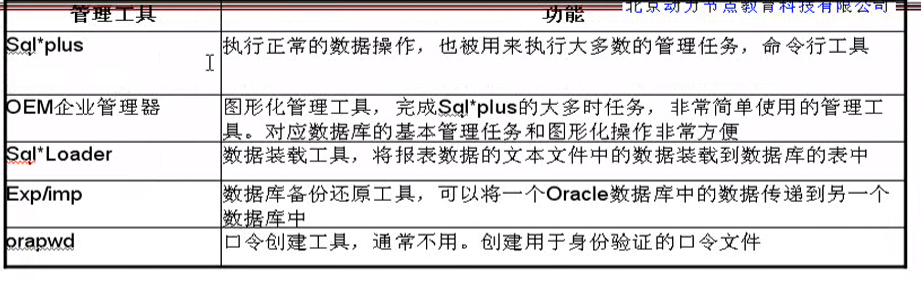 北京动力节点教育科技有限公司
管理工具 功能
Sql*plus 执行正常的数据操作，也被用来执行大多数的管理任务，命令行工具
OEM企业管理器 图形化管理工具，完成Sql*plus的大多时任务，非常简单使用的管理工
具。对应数据库的基本管理任务和图形化操作非常方便
Sql*Loader 数据装载工具，将报表数据的文本文件中的数据装载到数据库的表中
Exp/imp 数据库备份还原工具，可以将一个Oracle数据库中的数据传递到另一个
数据库中
orapwd 口令创建工具，通常不用。创建用于身份验证的口令文件